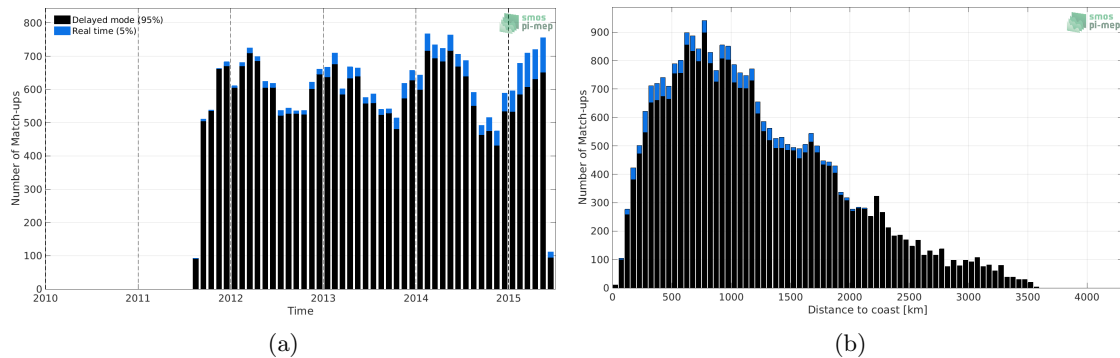 Delayed mode (95%)
Real time (5%)
smos
pi-mep
800
700
600
500
400
300
200
100
0
Number of Match-ups
2010 2011 2012 2013 2014 2015
Time
(a)
smos
pi-mep
900
800
700
600
500
400
300
200
100
0
Number of Match-ups
0 500 1000 1500 2000 2500 3000 3500 4000
Distance to coast [km]
(b)